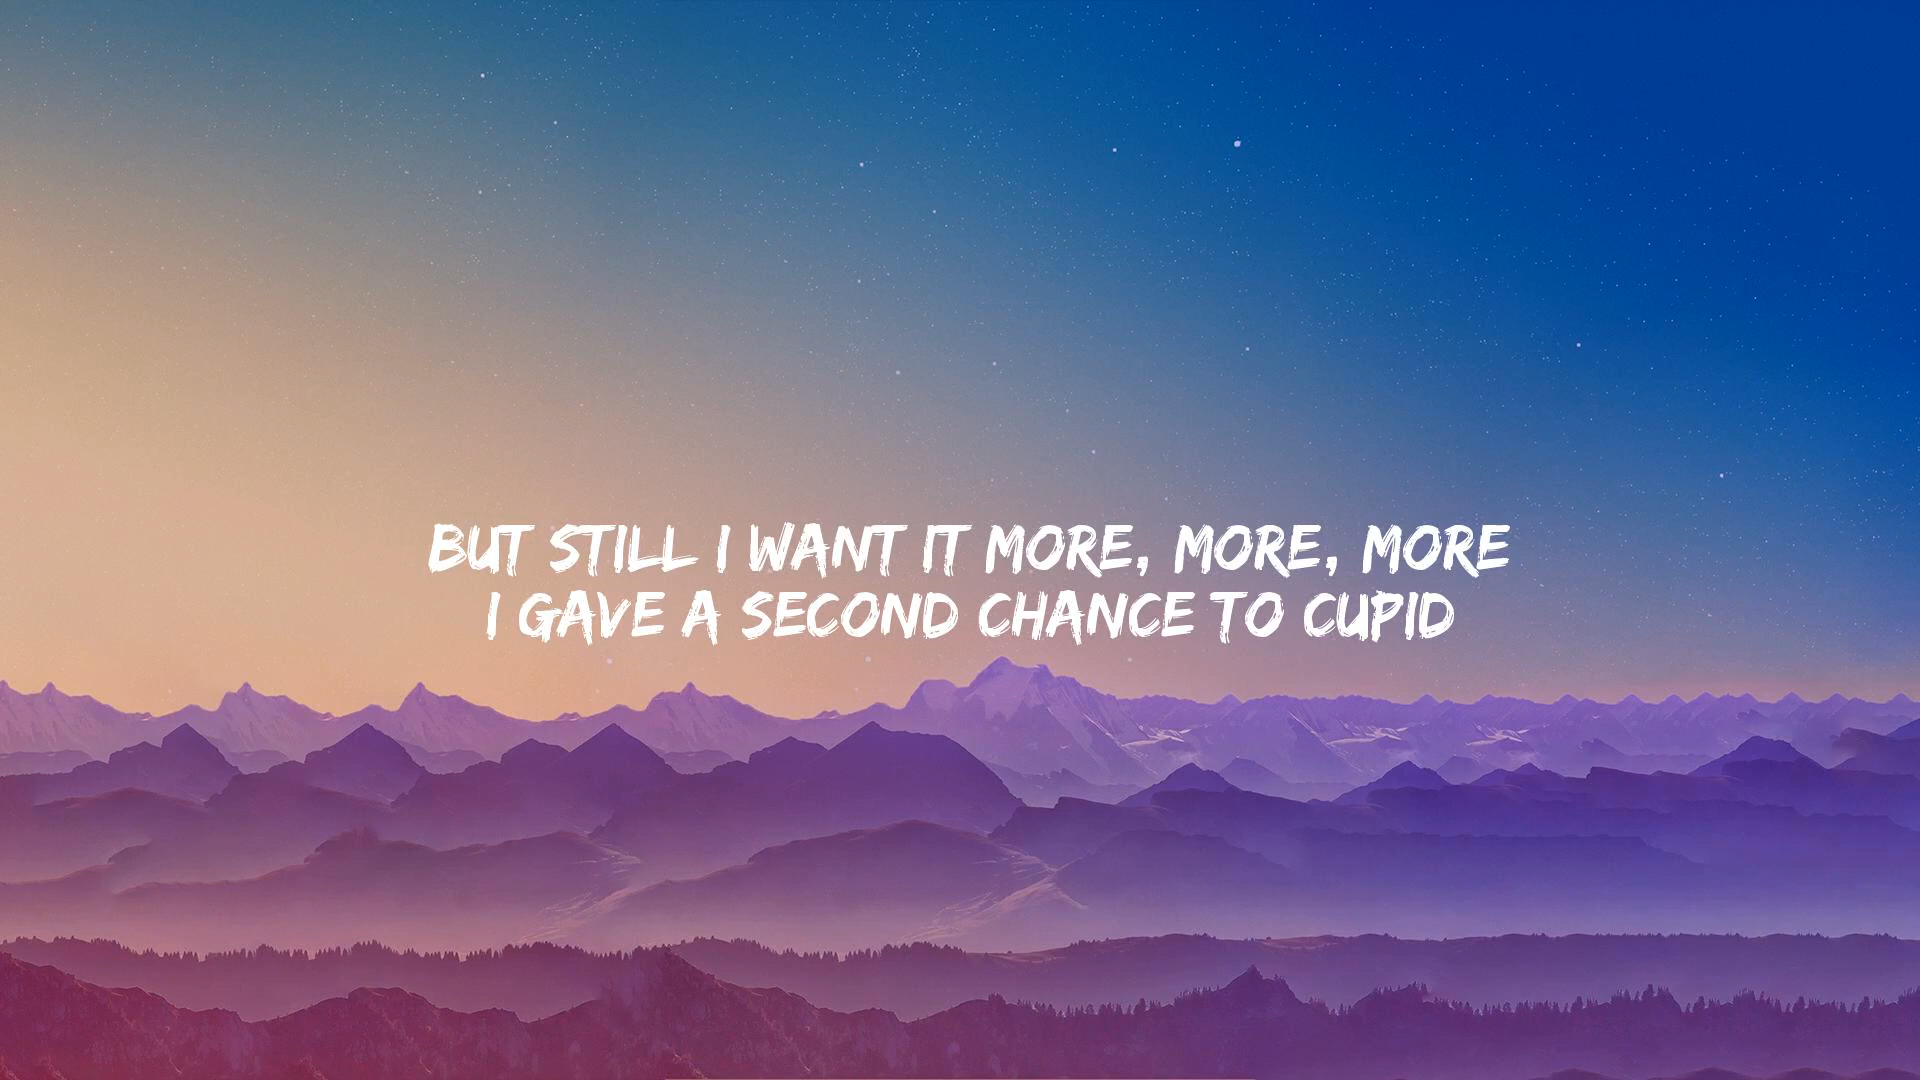 BUT STILL I WANT IT MORE, MORE, MORE
I GAVE A SECOND CHANCE TO CUPID